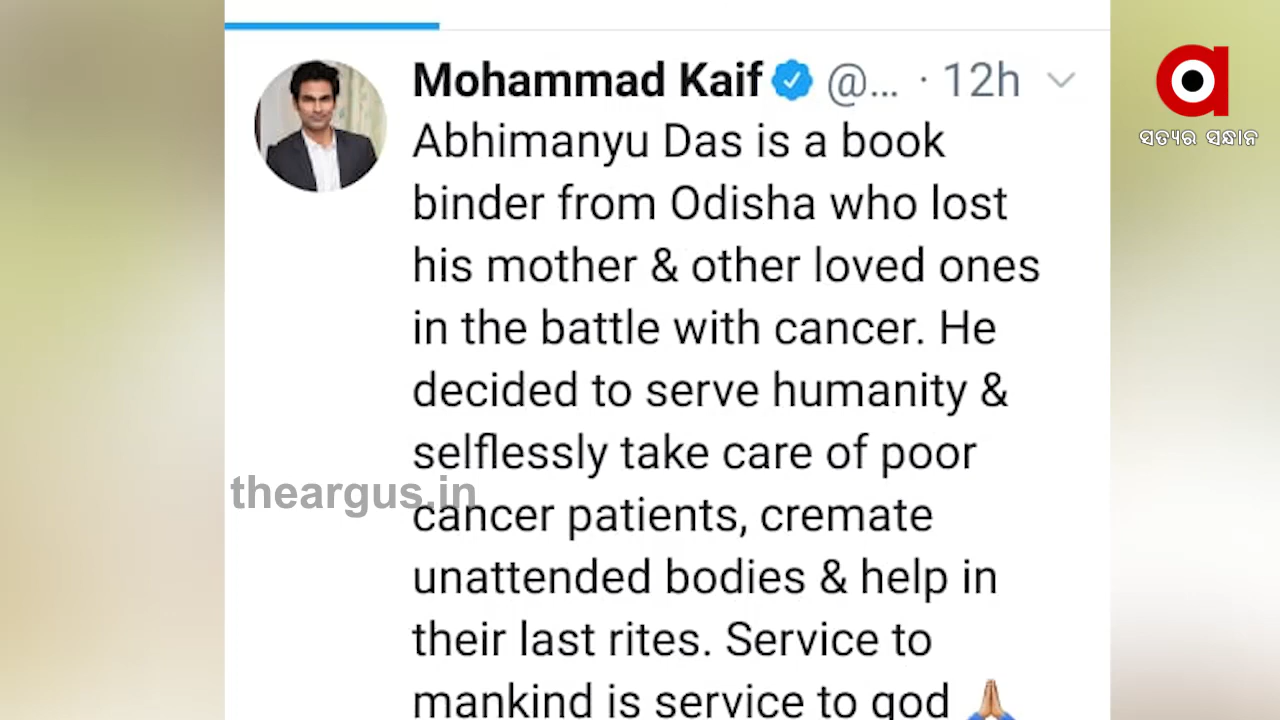 Mohammad Kaif @... · 12h
Abhimanyu Das is a book
binder from Odisha who lost
his mother & other loved ones
in the battle with cancer. He
decided to serve humanity &
selflessly take care of poor
cancer patients, cremate
unattended bodies & help in
their last rites. Service to
mankind is service to god 🙏
theargus.in
a
ସତ୍ୟର ସନ୍ଧାନ